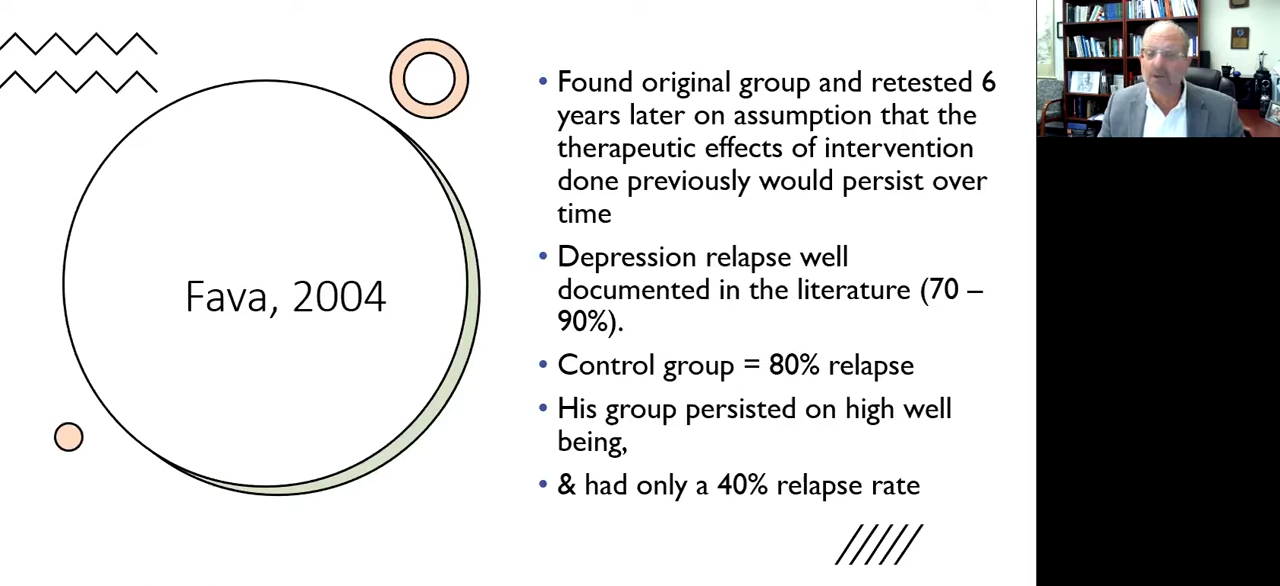 Fava, 2004
• Found original group and retested 6
years later on assumption that the
therapeutic effects of intervention
done previously would persist over
time
• Depression relapse well
documented in the literature (70 –
90%).
• Control group = 80% relapse
• His group persisted on high well
being,
• & had only a 40% relapse rate